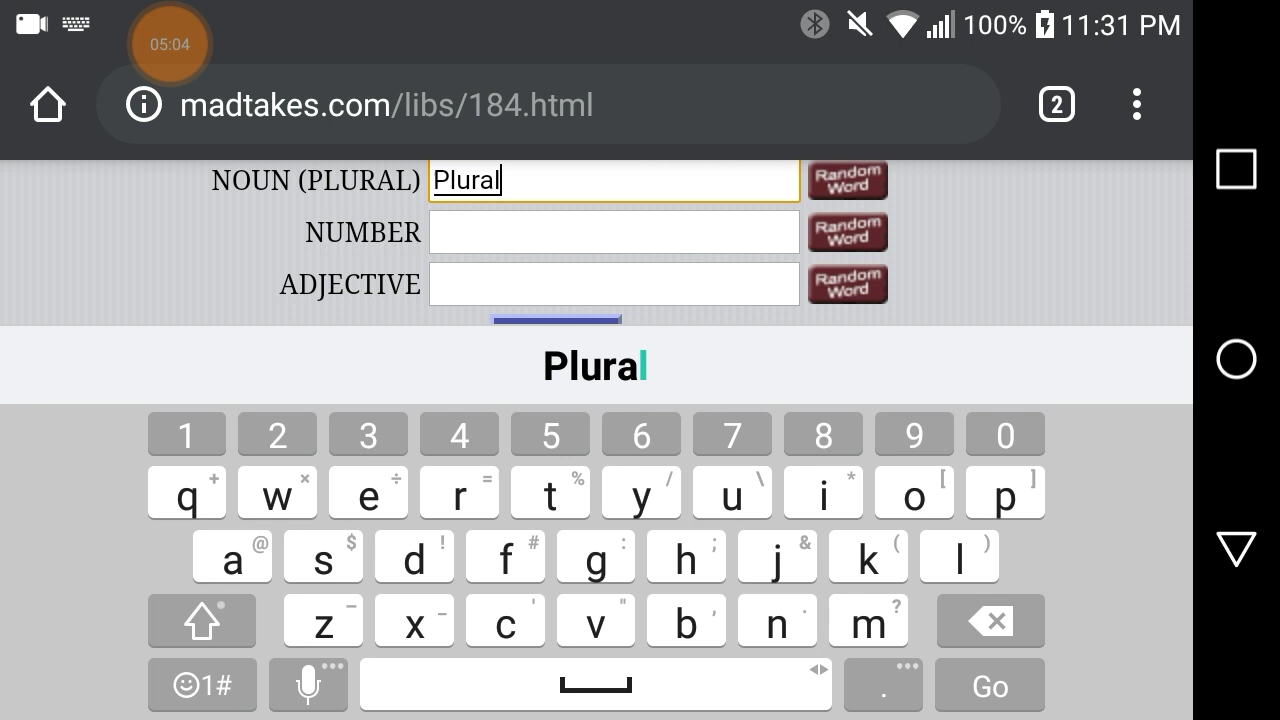 05:04 100% 11:31 PM
madtakes.com/libs/184.html 2
NOUN (PLURAL) Plural Random Word
NUMBER Random Word
ADJECTIVE Random Word
Plural
1 2 3 4 5 6 7 8 9 0
q + w × e ÷ r = t % y / u \ i * o [ p ]
a @ s $ d ! f # g : h ; j & k ( l )
z – x _ c ' v " b , n . m ?
1# . Go